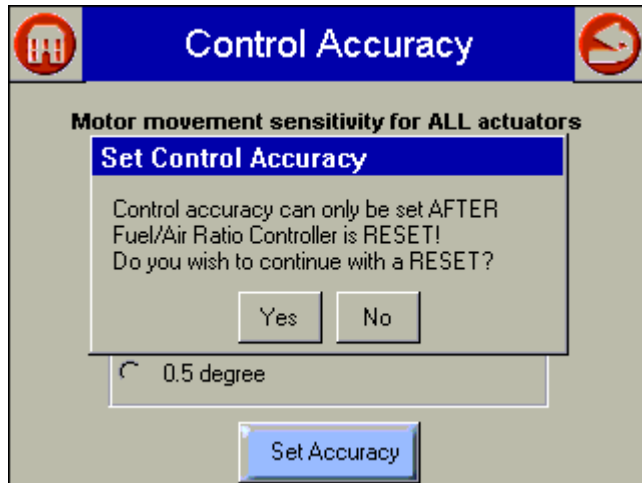 Control Accuracy
Motor movement sensitivity for ALL actuators
Set Control Accuracy
Control accuracy can only be set AFTER
Fuel/Air Ratio Controller is RESET!
Do you wish to continue with a RESET?
Yes No
0.5 degree
Set Accuracy